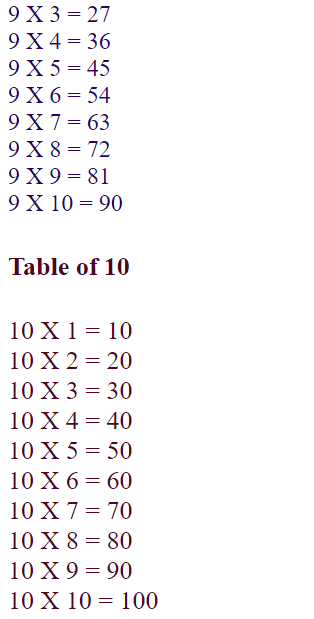 9 X 3 = 27
9 X 4 = 36
9 X 5 = 45
9 X 6 = 54
9 X 7 = 63
9 X 8 = 72
9 X 9 = 81
9 X 10 = 90
Table of 10
10 X 1 = 10
10 X 2 = 20
10 X 3 = 30
10 X 4 = 40
10 X 5 = 50
10 X 6 = 60
10 X 7 = 70
10 X 8 = 80
10 X 9 = 90
10 X 10 = 100